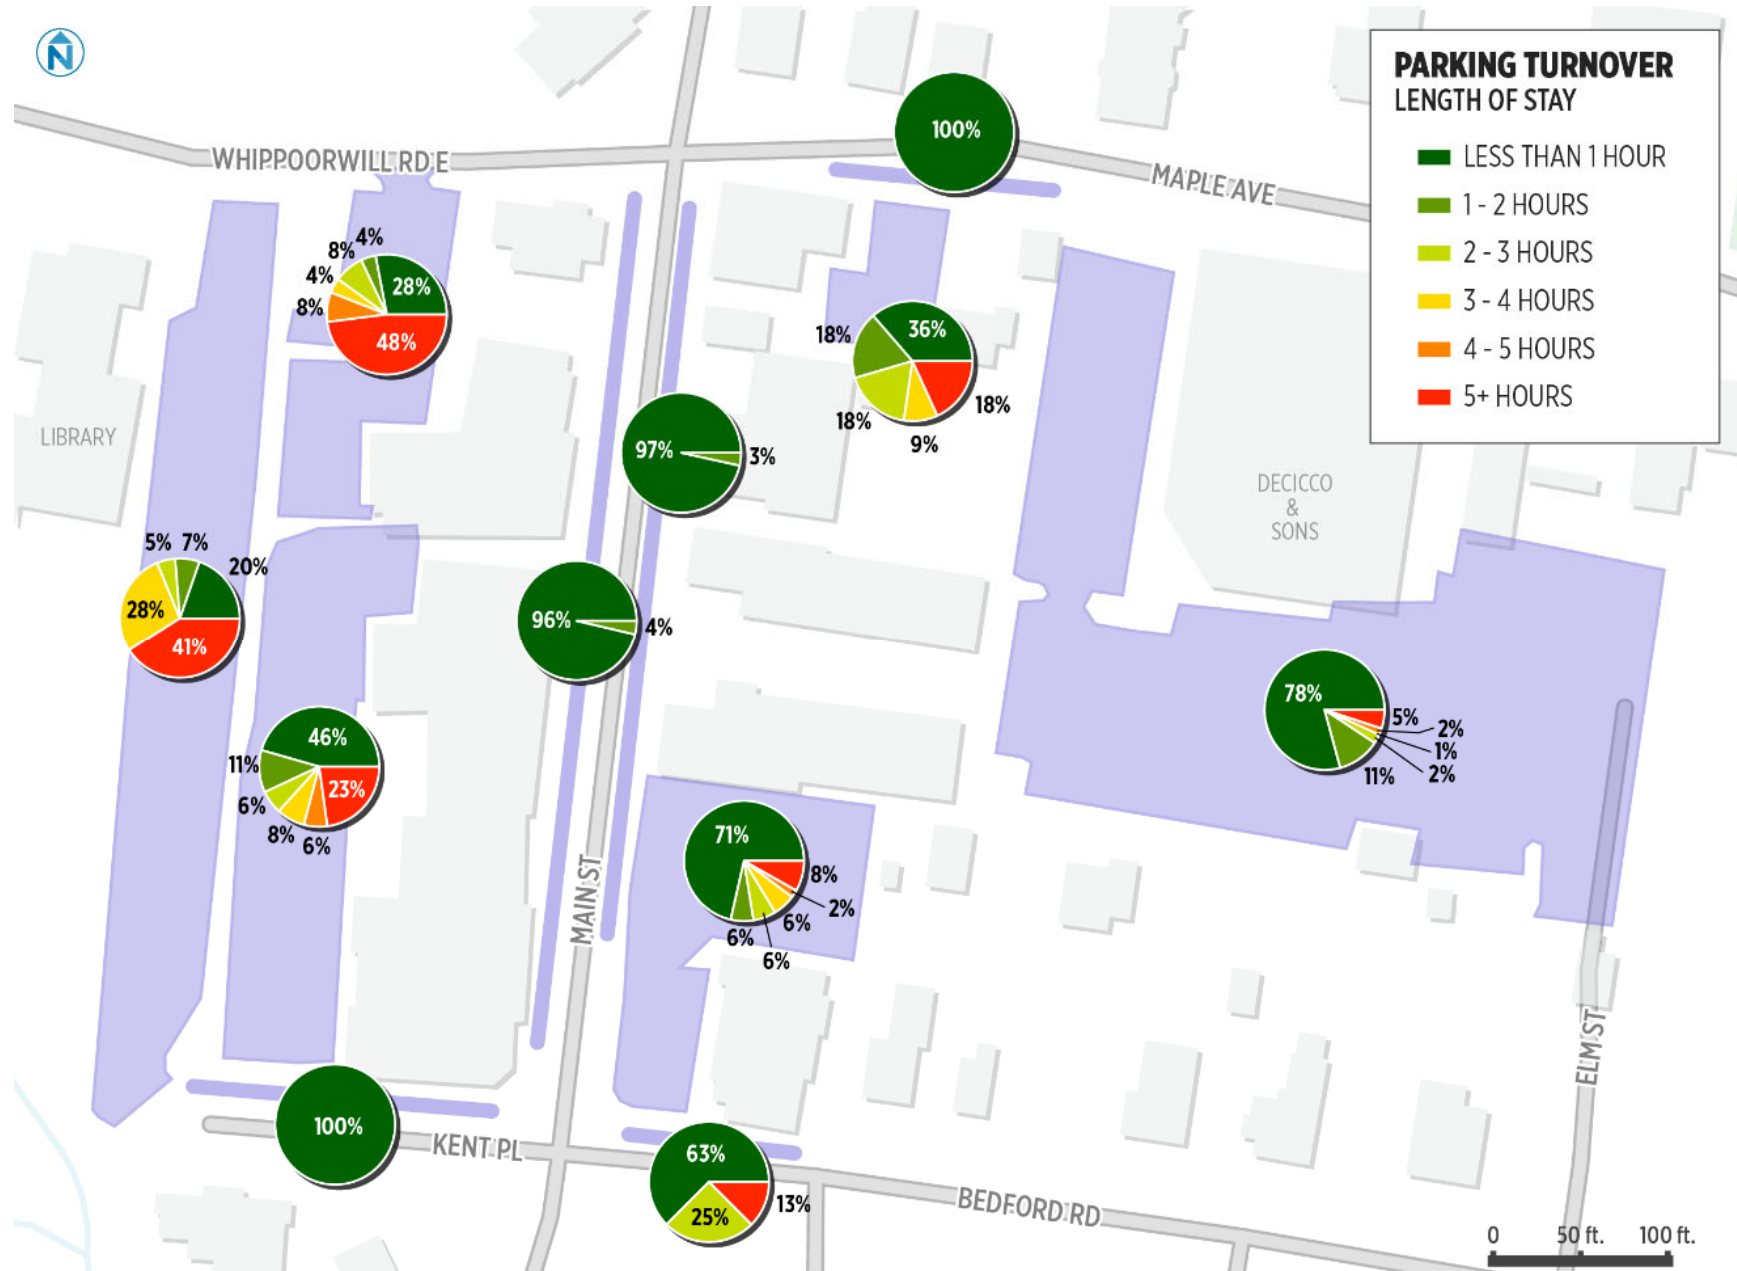 N
PARKING TURNOVER
LENGTH OF STAY
LESS THAN 1 HOUR
1 - 2 HOURS
2 - 3 HOURS
3 - 4 HOURS
4 - 5 HOURS
5+ HOURS
WHIPPOORWILL RD E
MAPLE AVE
100%
4%
8%
4%
8%
28%
48%
36%
18%
18%
9%
18%
97%
3%
LIBRARY
DECICCO
&
SONS
5%
7%
20%
28%
41%
96%
4%
78%
5%
2%
1%
2%
11%
46%
11%
6%
8%
6%
23%
71%
8%
2%
6%
6%
6%
MAIN ST
ELM ST
100%
KENT PL
63%
25%
13%
BEDFORD RD
0
50 ft.
100 ft.